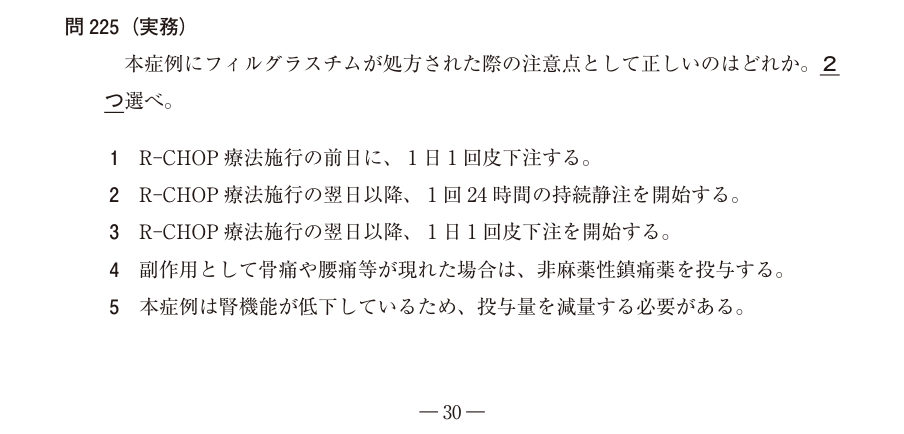 問 225（実務）
本症例にフィルグラスチムが処方された際の注意点として正しいのはどれか。２
つ選べ。
1 R-CHOP 療法施行の前日に、１日１回皮下注する。
2 R-CHOP 療法施行の翌日以降、１回 24 時間の持続静注を開始する。
3 R-CHOP 療法施行の翌日以降、１日１回皮下注を開始する。
4 副作用として骨痛や腰痛等が現れた場合は、非麻薬性鎮痛薬を投与する。
5 本症例は腎機能が低下しているため、投与量を減量する必要がある。
― 30 ―